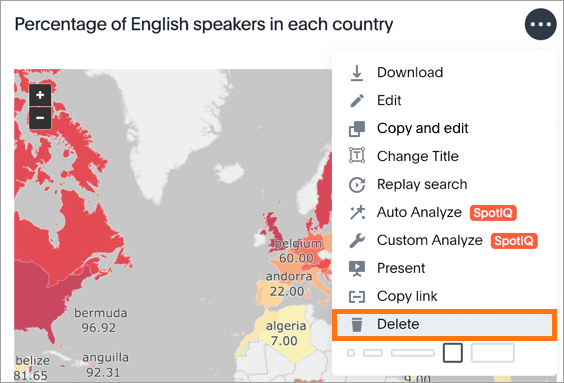 Percentage of English speakers in each country
+
−
Download
Edit
Copy and edit
Change Title
Replay search
Auto Analyze SpotIQ
Custom Analyze SpotIQ
Present
Copy link
Delete
belgium
60.00
andorra
22.00
bermuda
96.92
algeria
7.00
belize
81.65
anguilla
92.31
9.00